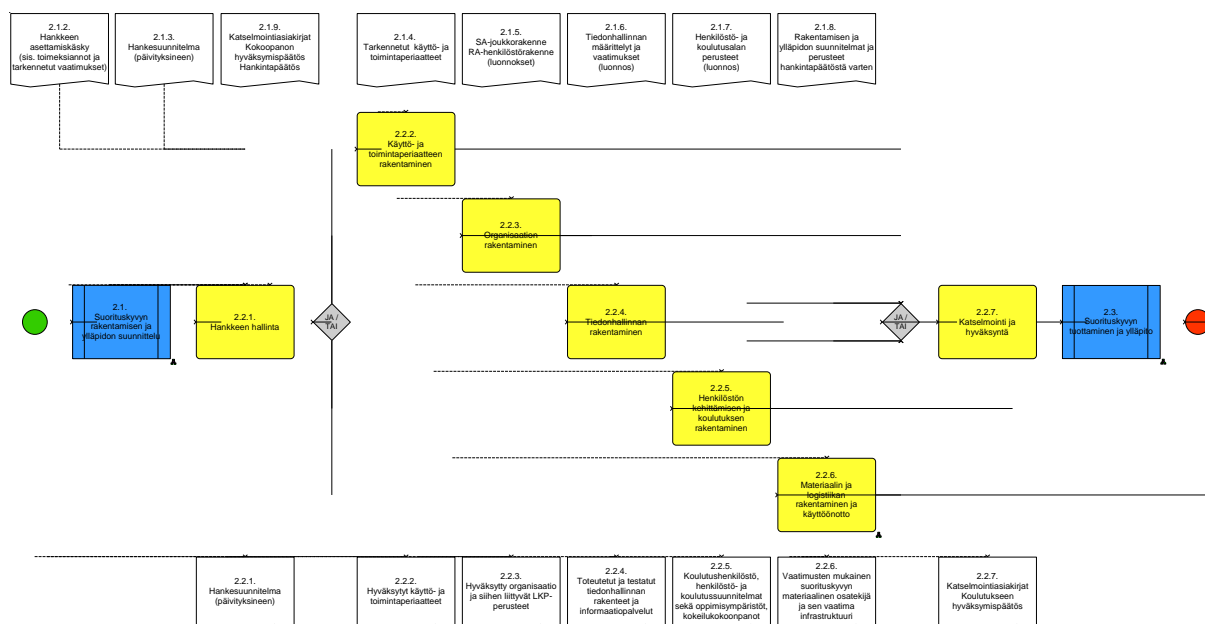 2.1.2.
Hankkeen
asettamiskäsky
(sis. toimeksiannot ja
tarkennetut vaatimukset)
2.1.3.
Hankesuunnitelma
(päivityksineen)
2.1.9.
Katselmointiasiakirjat
Kokoopanon
hyväksymispäätös
Hankintapäätös
2.1.4.
Tarkennetut käyttö- ja
toimintaperiaatteet
2.1.5.
SA-joukkorakenne
RA-henkilöstörakenne
(luonnokset)
2.1.6.
Tiedonhallinnan
määrittelyt ja
vaatimukset
(luonnos)
2.1.7.
Henkilöstö- ja
koulutusalan
perusteet
(luonnos)
2.1.8.
Rakentamisen ja
ylläpidon suunnitelmat ja
perusteet
hankintapäätöstä varten
2.2.2.
Käyttö- ja
toimintaperiaatteen
rakentaminen
2.2.3.
Organisaation
rakentaminen
2.1.
Suorituskyvyn
rakentamisen ja
ylläpidon suunnittelu
2.2.1.
Hankkeen hallinta
JA /
TAI
2.2.4.
Tiedonhallinnan
rakentaminen
JA /
TAI
2.2.7.
Katselmointi ja
hyväksyntä
2.3.
Suorituskyvyn
tuottaminen ja ylläpito
2.2.5.
Henkilöstön
kehittämisen ja
koulutuksen
rakentaminen
2.2.6.
Materiaalin ja
logistiikan
rakentaminen ja
käyttöönotto
2.2.1.
Hankesuunnitelma
(päivityksineen)
2.2.2.
Hyväksytyt käyttö- ja
toimintaperiaatteet
2.2.3.
Hyväksytty organisaatio
ja siihen liittyvät LKP-
perusteet
2.2.4.
Toteutetut ja testatut
tiedonhallinnan
rakenteet ja
informaatiopalvelut
2.2.5.
Koulutushenkilöstö,
henkilöstö- ja
koulutussuunnitelmat
sekä oppimisympäristöt,
kokeilukokoonpanot
2.2.6.
Vaatimusten mukainen
suorituskyvyn
materiaalinen osatekijä
ja sen vaatima
infrastruktuuri
2.2.7.
Katselmointiasiakirjat
Koulutukseen
hyväksymispäätös